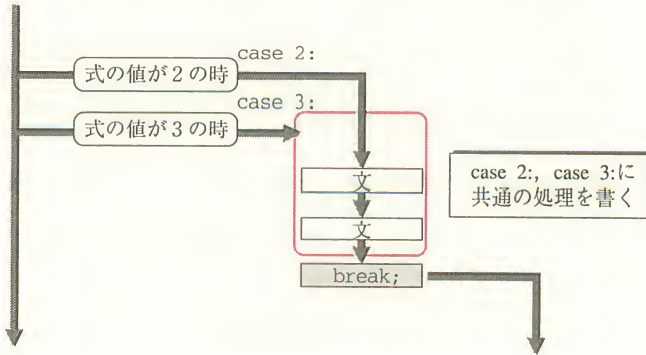 case 2:
式の値が2の時
case 3:
式の値が3の時
文
文
break;
case 2:, case 3:に
共通の処理を書く